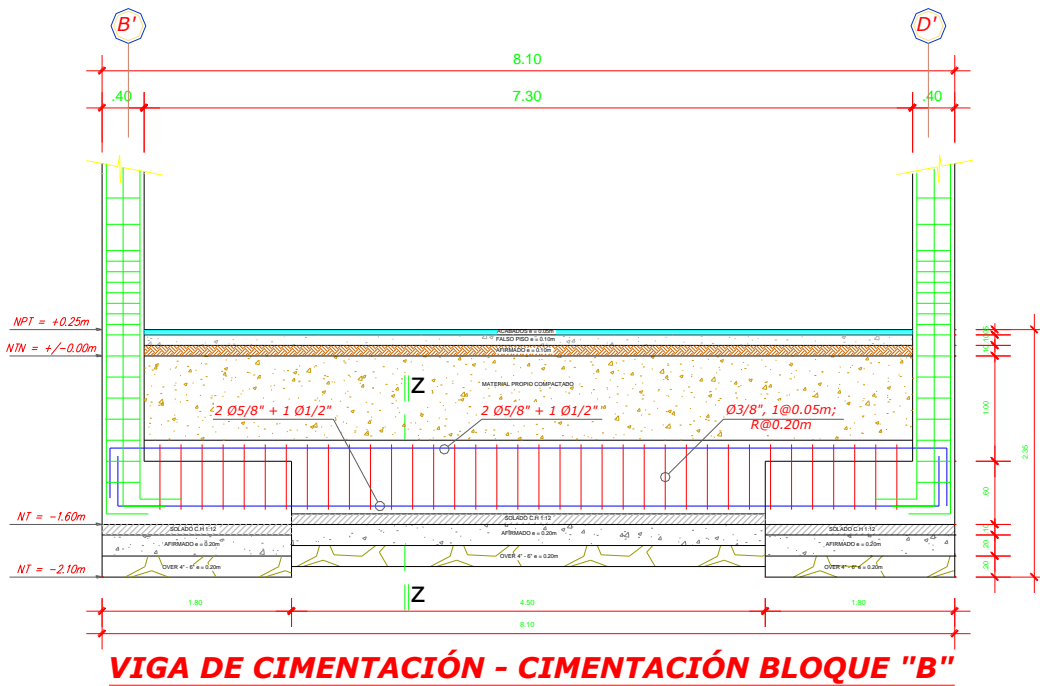 B'
D'
8.10
.40
7.30
.40
NPT = +0.25m
NTN = +/-0.00m
ACABADOS e = 0.05m
FALSO PISO e = 0.10m
AFIRMADO e = 0.10m
MATERIAL PROPIO COMPACTADO
Z
2 Ø5/8" + 1 Ø1/2"
2 Ø5/8" + 1 Ø1/2"
Ø3/8", 1@0.05m;
R@0.20m
1.00
2.35
.60
NT = -1.60m
SOLADO C.H 1:12
SOLADO C.H 1:12
SOLADO C.H 1:12
AFIRMADO e = 0.20m
AFIRMADO e = 0.20m
AFIRMADO e = 0.20m
.20
OVER 4" - 6" e = 0.20m
OVER 4" - 6" e = 0.20m
OVER 4" - 6" e = 0.20m
.20
NT = -2.10m
Z
1.80
4.50
1.80
8.10
VIGA DE CIMENTACIÓN - CIMENTACIÓN BLOQUE "B"